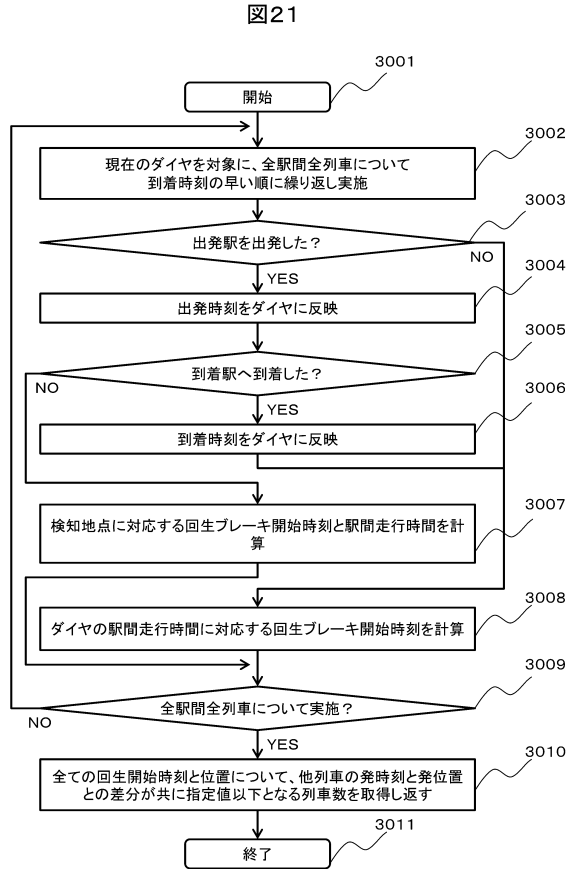 図21
3001
開始
3002
現在のダイヤを対象に、全駅間全列車について
到着時刻の早い順に繰り返し実施
3003
出発駅を出発した？
NO
YES
3004
出発時刻をダイヤに反映
3005
到着駅へ到着した？
NO
YES
3006
到着時刻をダイヤに反映
3007
検知地点に対応する回生ブレーキ開始時刻と駅間走行時間を計
算
3008
ダイヤの駅間走行時間に対応する回生ブレーキ開始時刻を計算
3009
全駅間全列車について実施？
NO
YES
3010
全ての回生開始時刻と位置について、他列車の発時刻と発位置
との差分が共に指定値以下となる列車数を取得し返す
3011
終了